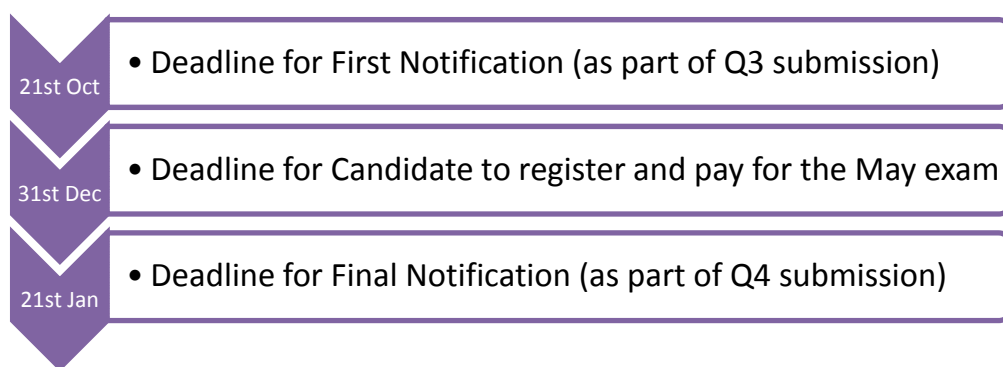 21st Oct
• Deadline for First Notification (as part of Q3 submission)
31st Dec
• Deadline for Candidate to register and pay for the May exam
21st Jan
• Deadline for Final Notification (as part of Q4 submission)